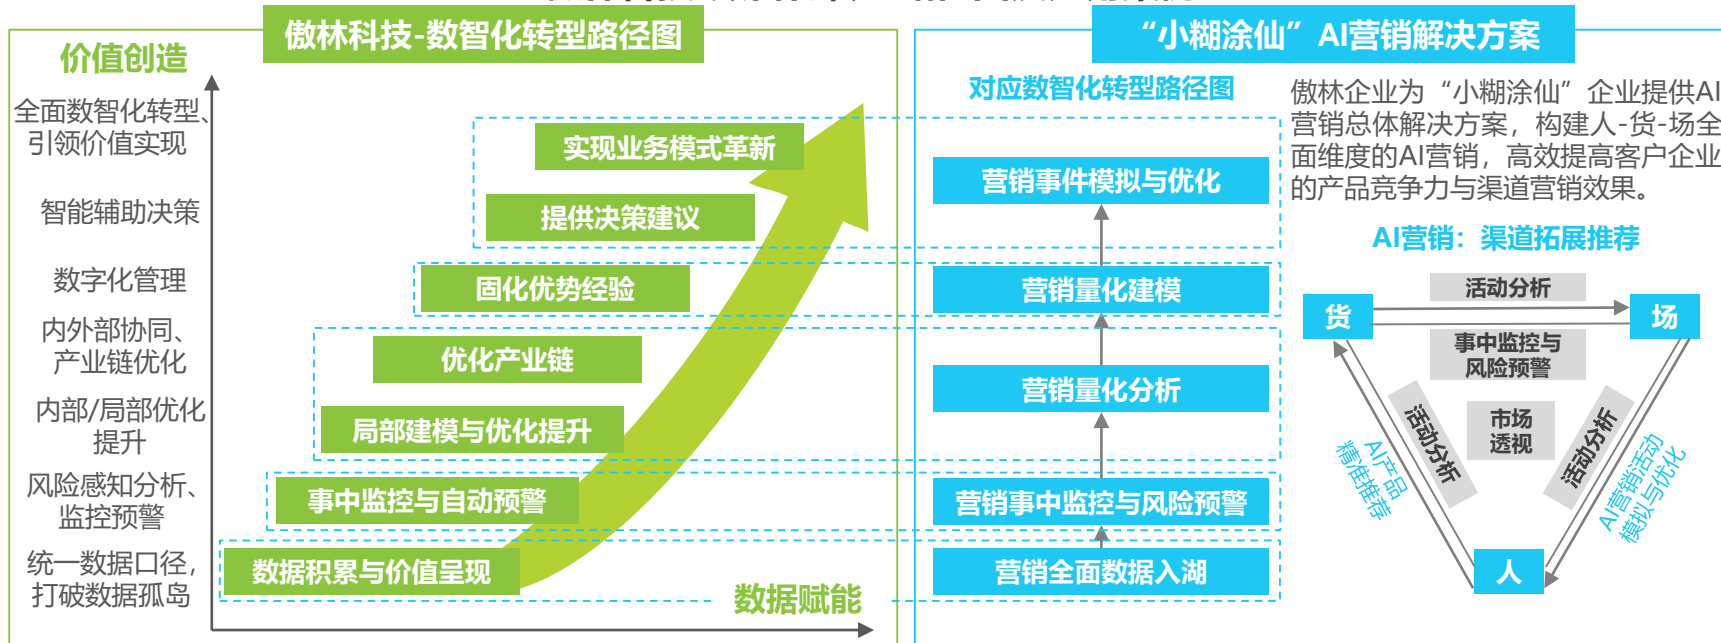 傲林科技-数智化转型路径图
价值创造
全面数智化转型、
引领价值实现
智能辅助决策
数字化管理
内外部协同、
产业链优化
内部/局部优化
提升
风险感知分析、
监控预警
统一数据口径，
打破数据孤岛
实现业务模式革新
提供决策建议
固化优势经验
优化产业链
局部建模与优化提升
事中监控与自动预警
数据积累与价值呈现
数据赋能
“小糊涂仙”AI营销解决方案
对应数智化转型路径图
营销事件模拟与优化
营销量化建模
营销量化分析
营销事中监控与风险预警
营销全面数据入湖
傲林企业为“小糊涂仙”企业提供AI
营销总体解决方案，构建人-货-场全
面维度的AI营销，高效提高客户企业
的产品竞争力与渠道营销效果。
AI营销：渠道拓展推荐
活动分析
货
场
事中监控与
风险预警
活动分析
市场
透视
活动分析
AI产品
精准推荐
AI营销活动
模拟与优化
人